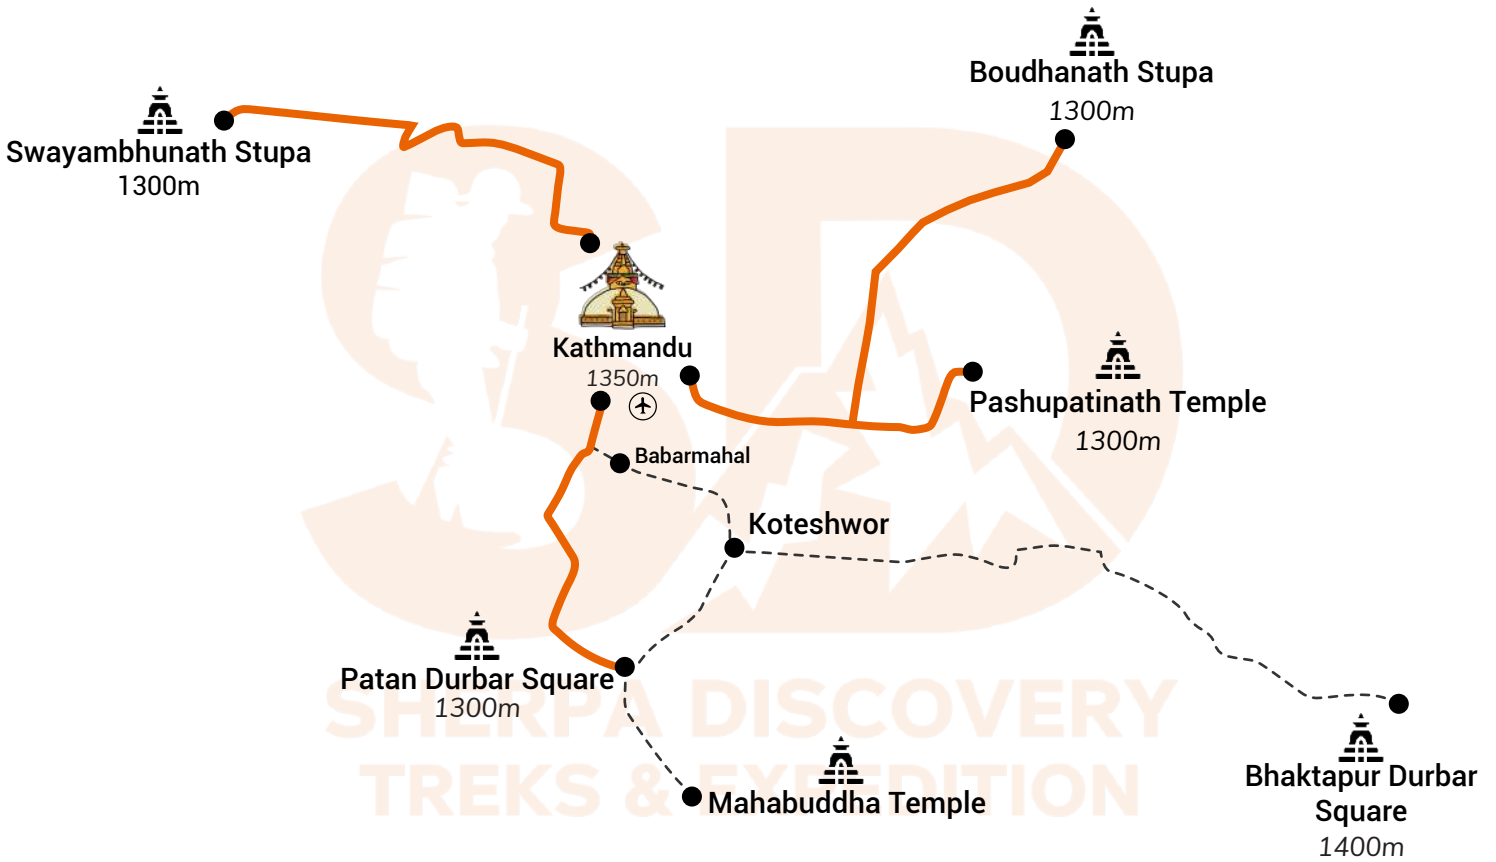 Boudhanath Stupa
1300m
Swayambhunath Stupa
1300m
Kathmandu
1350m
Pashupatinath Temple
1300m
Babarmahal
Koteshwor
Patan Durbar Square
1300m
Mahabuddha Temple
Bhaktapur Durbar
Square
1400m
SD
SHERPA DISCOVERY
TREKS & EXPEDITION